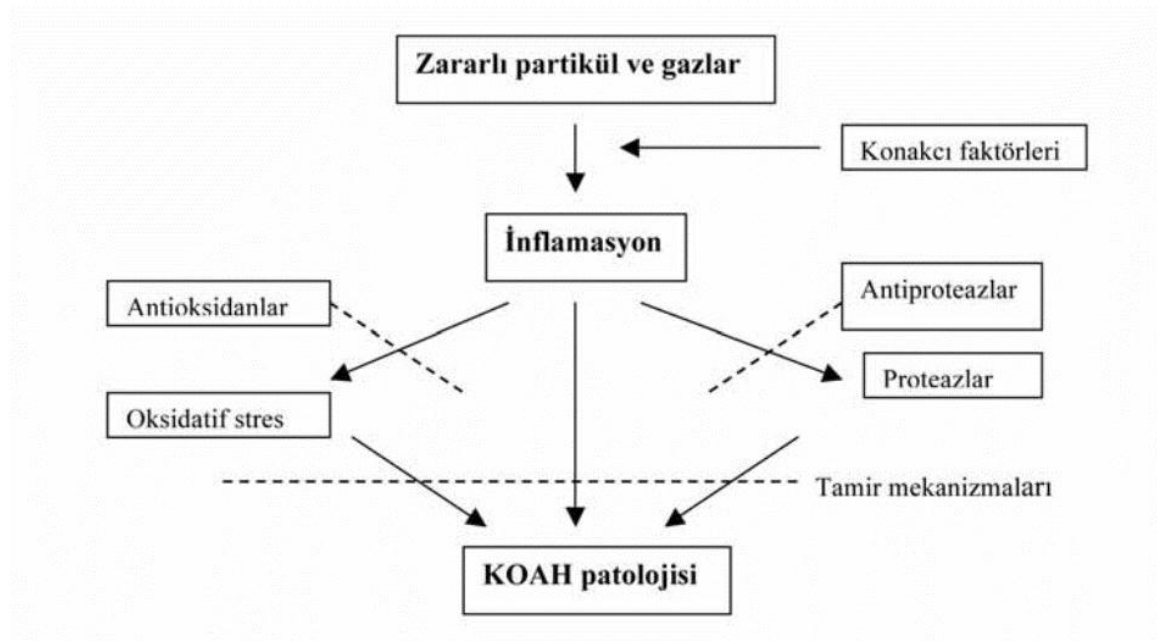 Zararlı partikül ve gazlar
Konakcı faktörleri
İnflamasyon
Antioksidanlar
Antiproteazlar
Proteazlar
Oksidatif stres
Tamir mekanizmaları
KOAH patolojisi